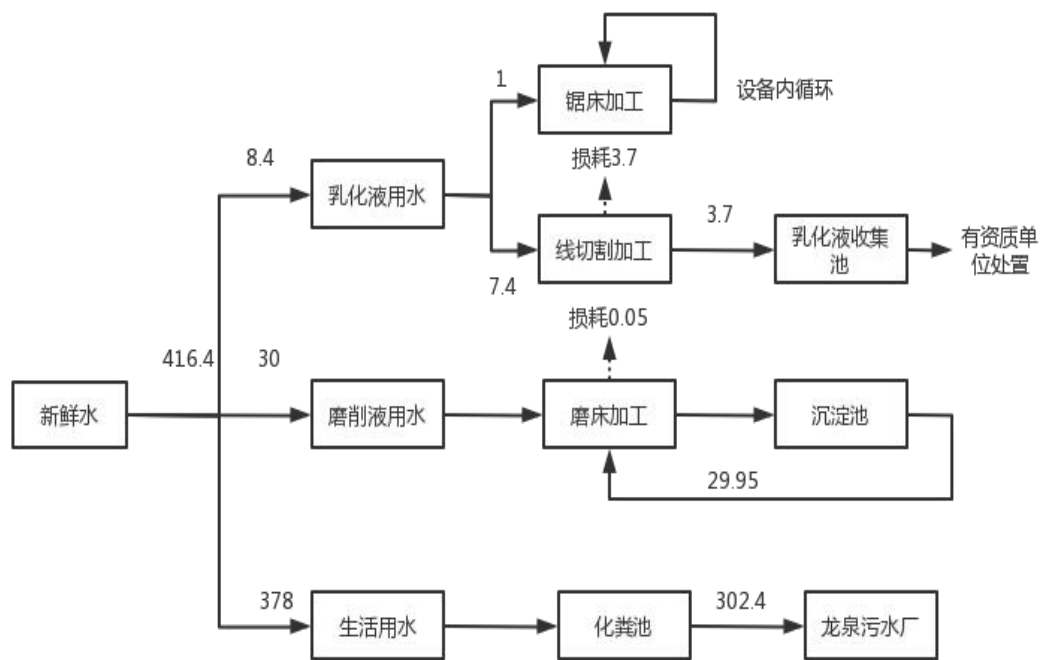 1
锯床加工
设备内循环
8.4
乳化液用水
损耗3.7
线切割加工
3.7
乳化液收集
池
有资质单
位处置
7.4
损耗0.05
416.4
30
新鲜水
磨削液用水
磨床加工
沉淀池
29.95
378
生活用水
化粪池
302.4
龙泉污水厂